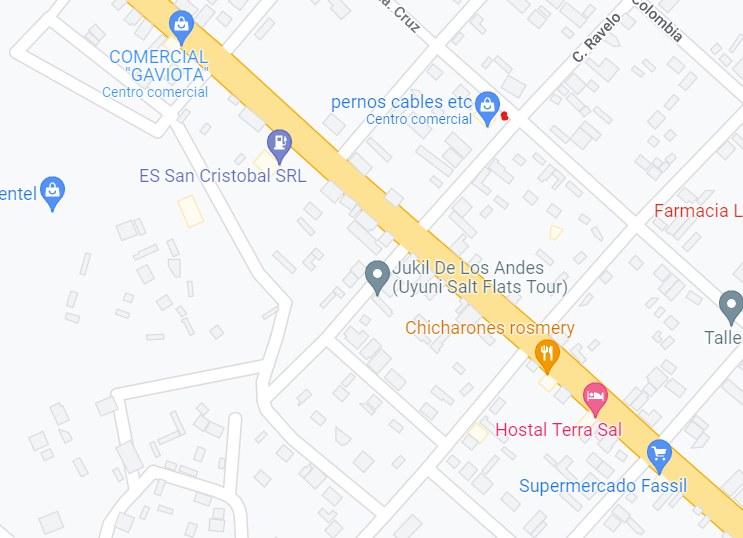 a. Cruz
C. Ravelo
Colombia
COMERCIAL
"GAVIOTA"
Centro comercial
pernos cables etc
Centro comercial
ES San Cristobal SRL
entel
Farmacia L
Jukil De Los Andes
(Uyuni Salt Flats Tour)
Chicharones rosmery
Talle
Hostal Terra Sal
Supermercado Fassil